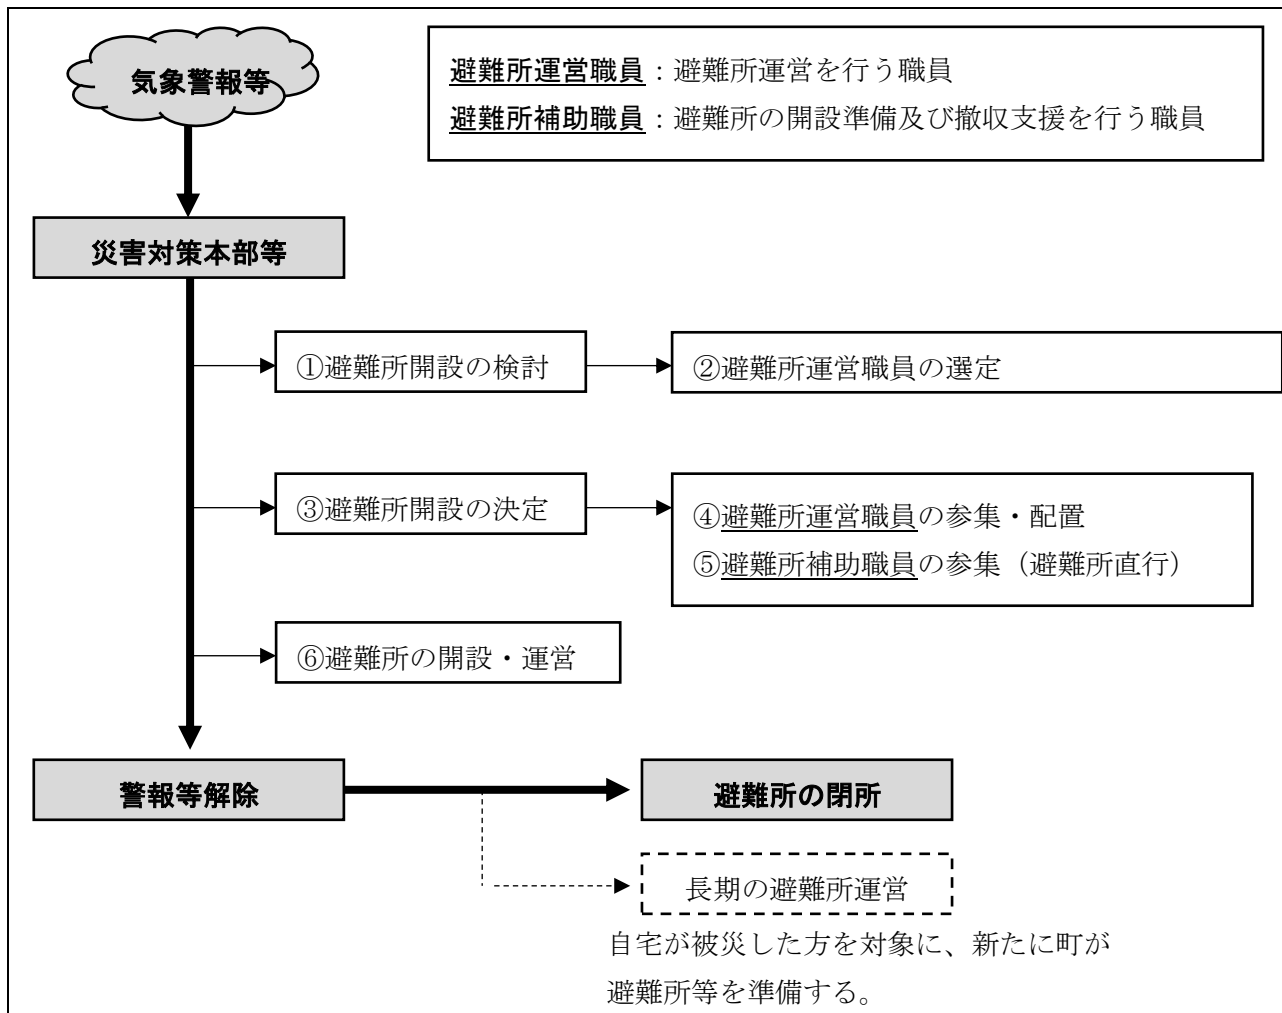 気象警報等
避難所運営職員：避難所運営を行う職員
避難所補助職員：避難所の開設準備及び撤収支援を行う職員
災害対策本部等
①避難所開設の検討
②避難所運営職員の選定
③避難所開設の決定
④避難所運営職員の参集・配置
⑤避難所補助職員の参集（避難所直行）
⑥避難所の開設・運営
警報等解除
避難所の閉所
長期の避難所運営
自宅が被災した方を対象に、新たに町が
避難所等を準備する。